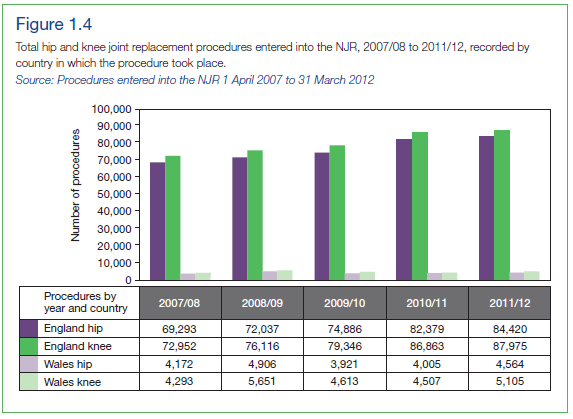 Figure 1.4
Total hip and knee joint replacement procedures entered into the NJR, 2007/08 to 2011/12, recorded by
country in which the procedure took place.
Source: Procedures entered into the NJR 1 April 2007 to 31 March 2012
Number of procedures
100,000
90,000
80,000
70,000
60,000
50,000
40,000
30,000
20,000
10,000
0
Procedures by
year and country 2007/08 2008/09 2009/10 2010/11 2011/12
England hip 69,293 72,037 74,886 82,379 84,420
England knee 72,952 76,116 79,346 86,863 87,975
Wales hip 4,172 4,906 3,921 4,005 4,564
Wales knee 4,293 5,651 4,613 4,507 5,105